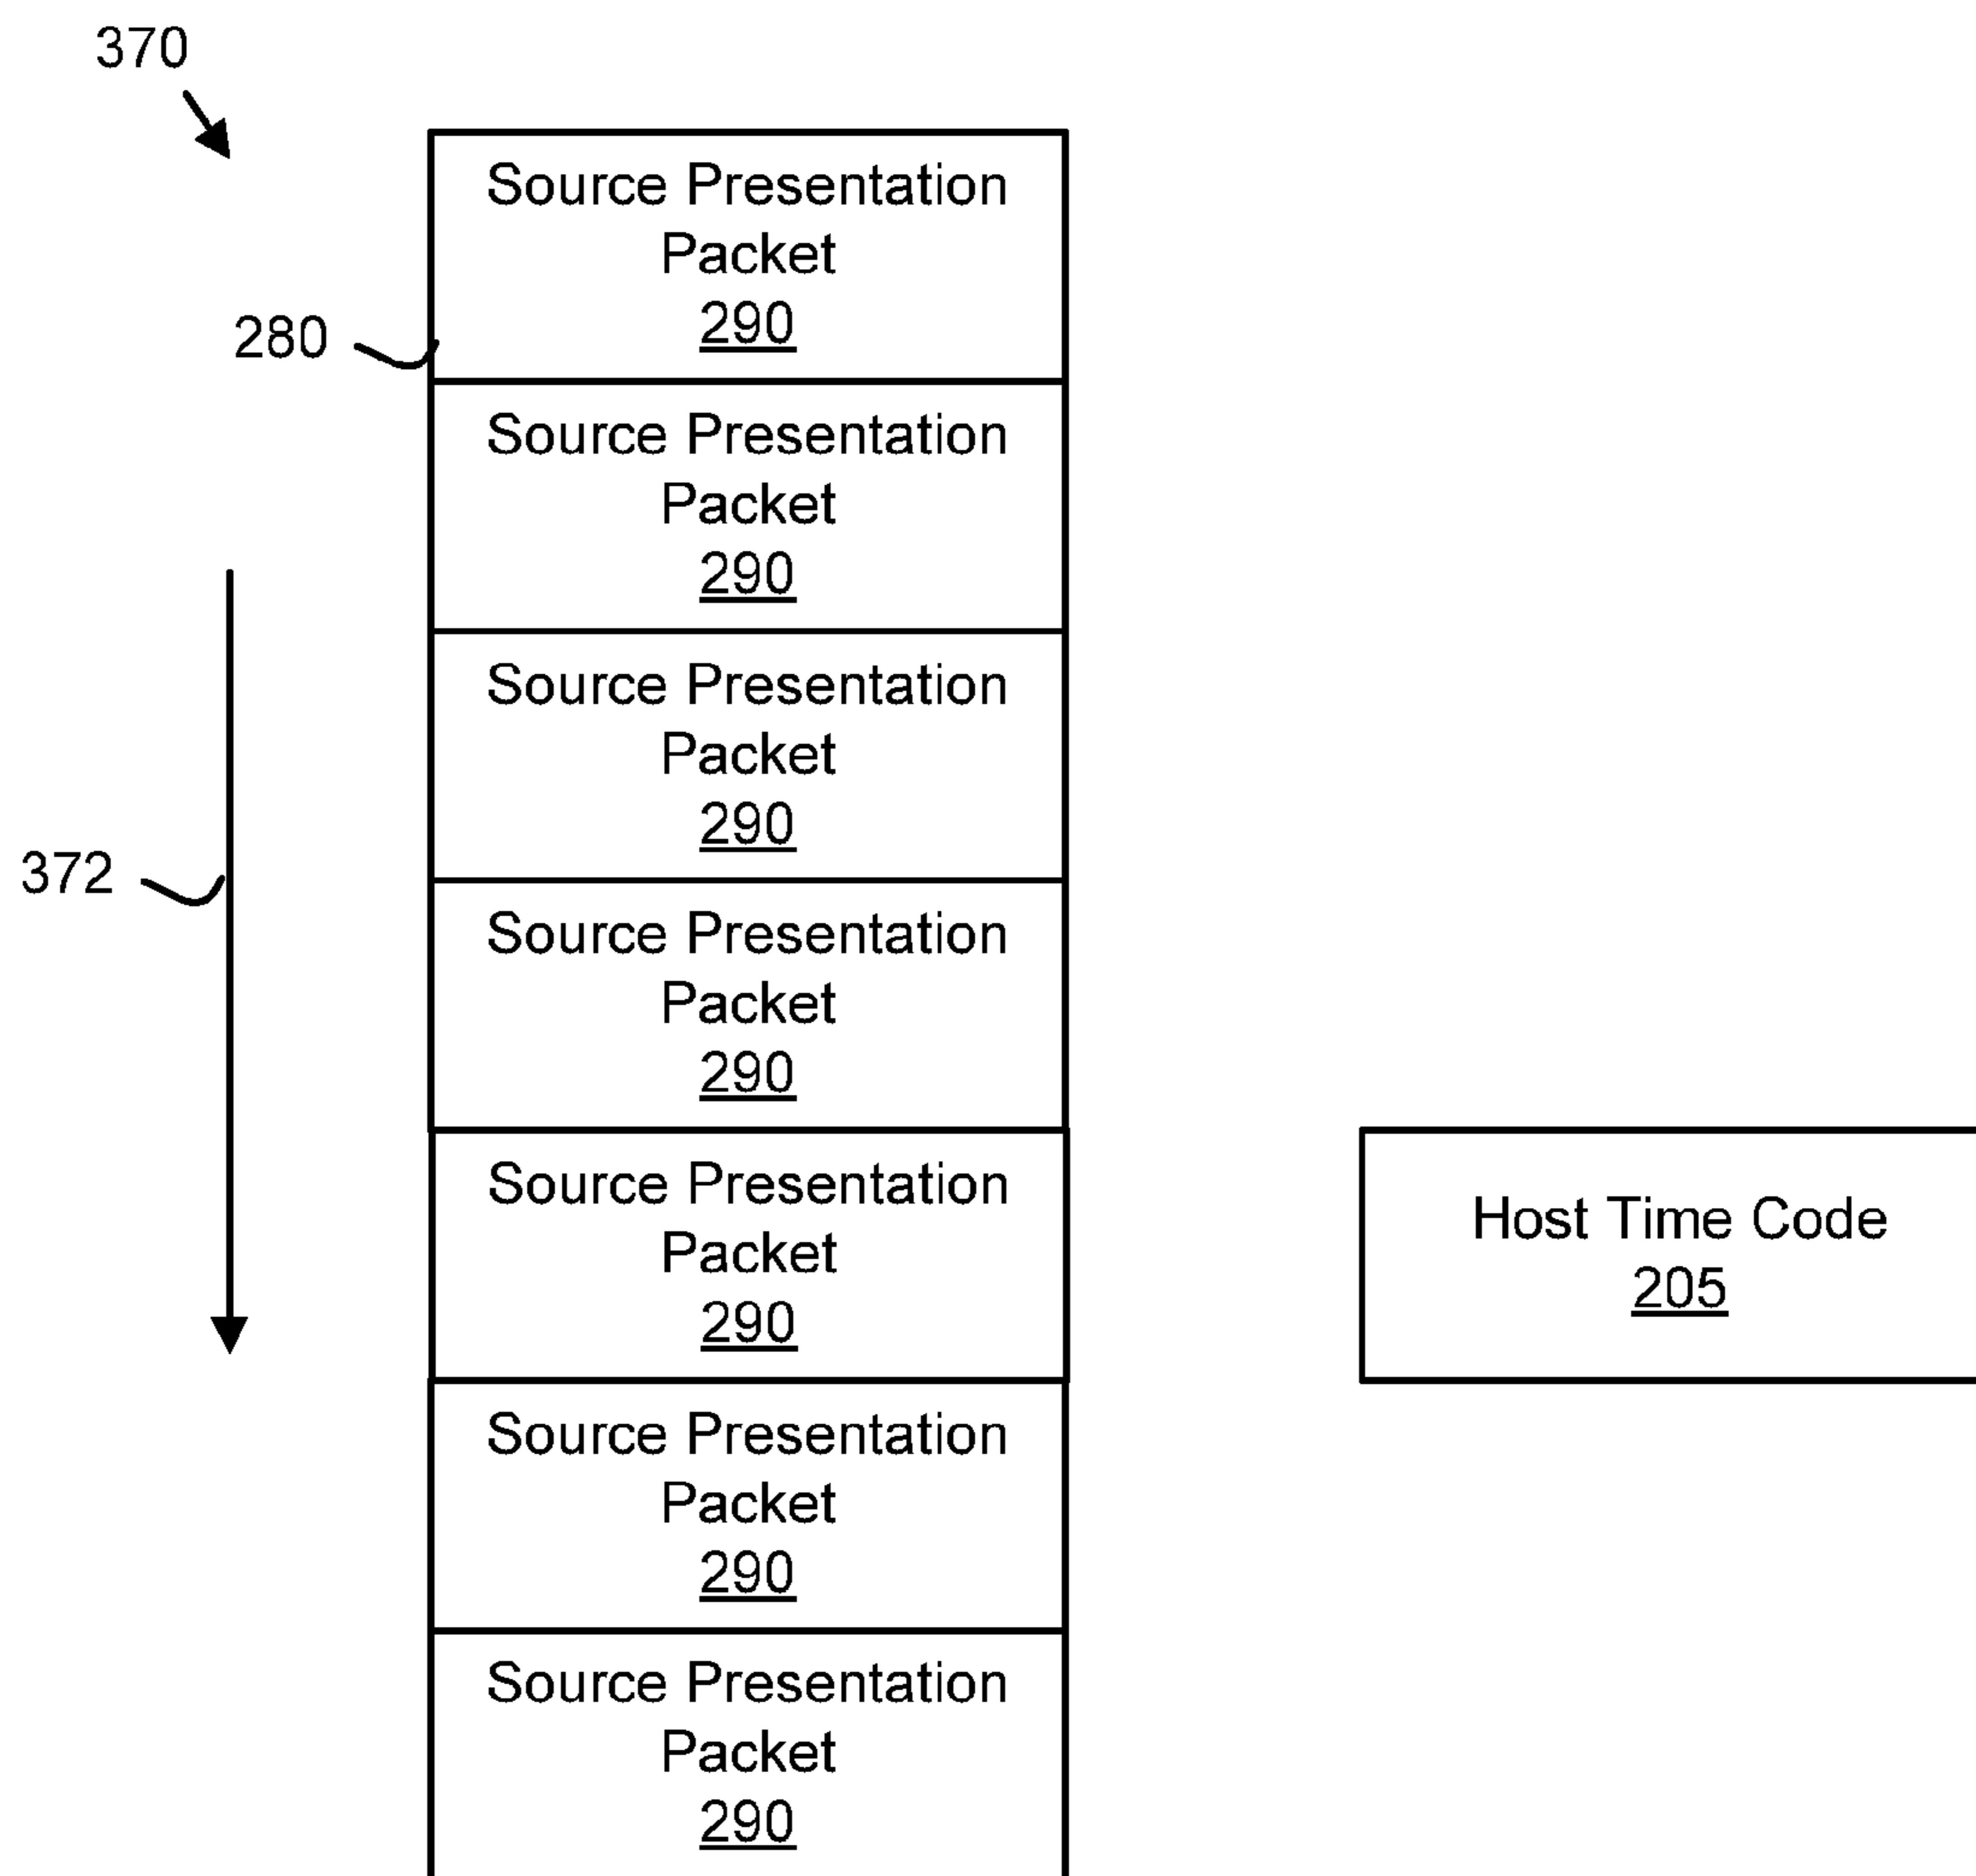 370
Source Presentation
Packet
290
280
Source Presentation
Packet
290
Source Presentation
Packet
290
372
Source Presentation
Packet
290
Source Presentation
Packet
290
Host Time Code
205
Source Presentation
Packet
290
Source Presentation
Packet
290